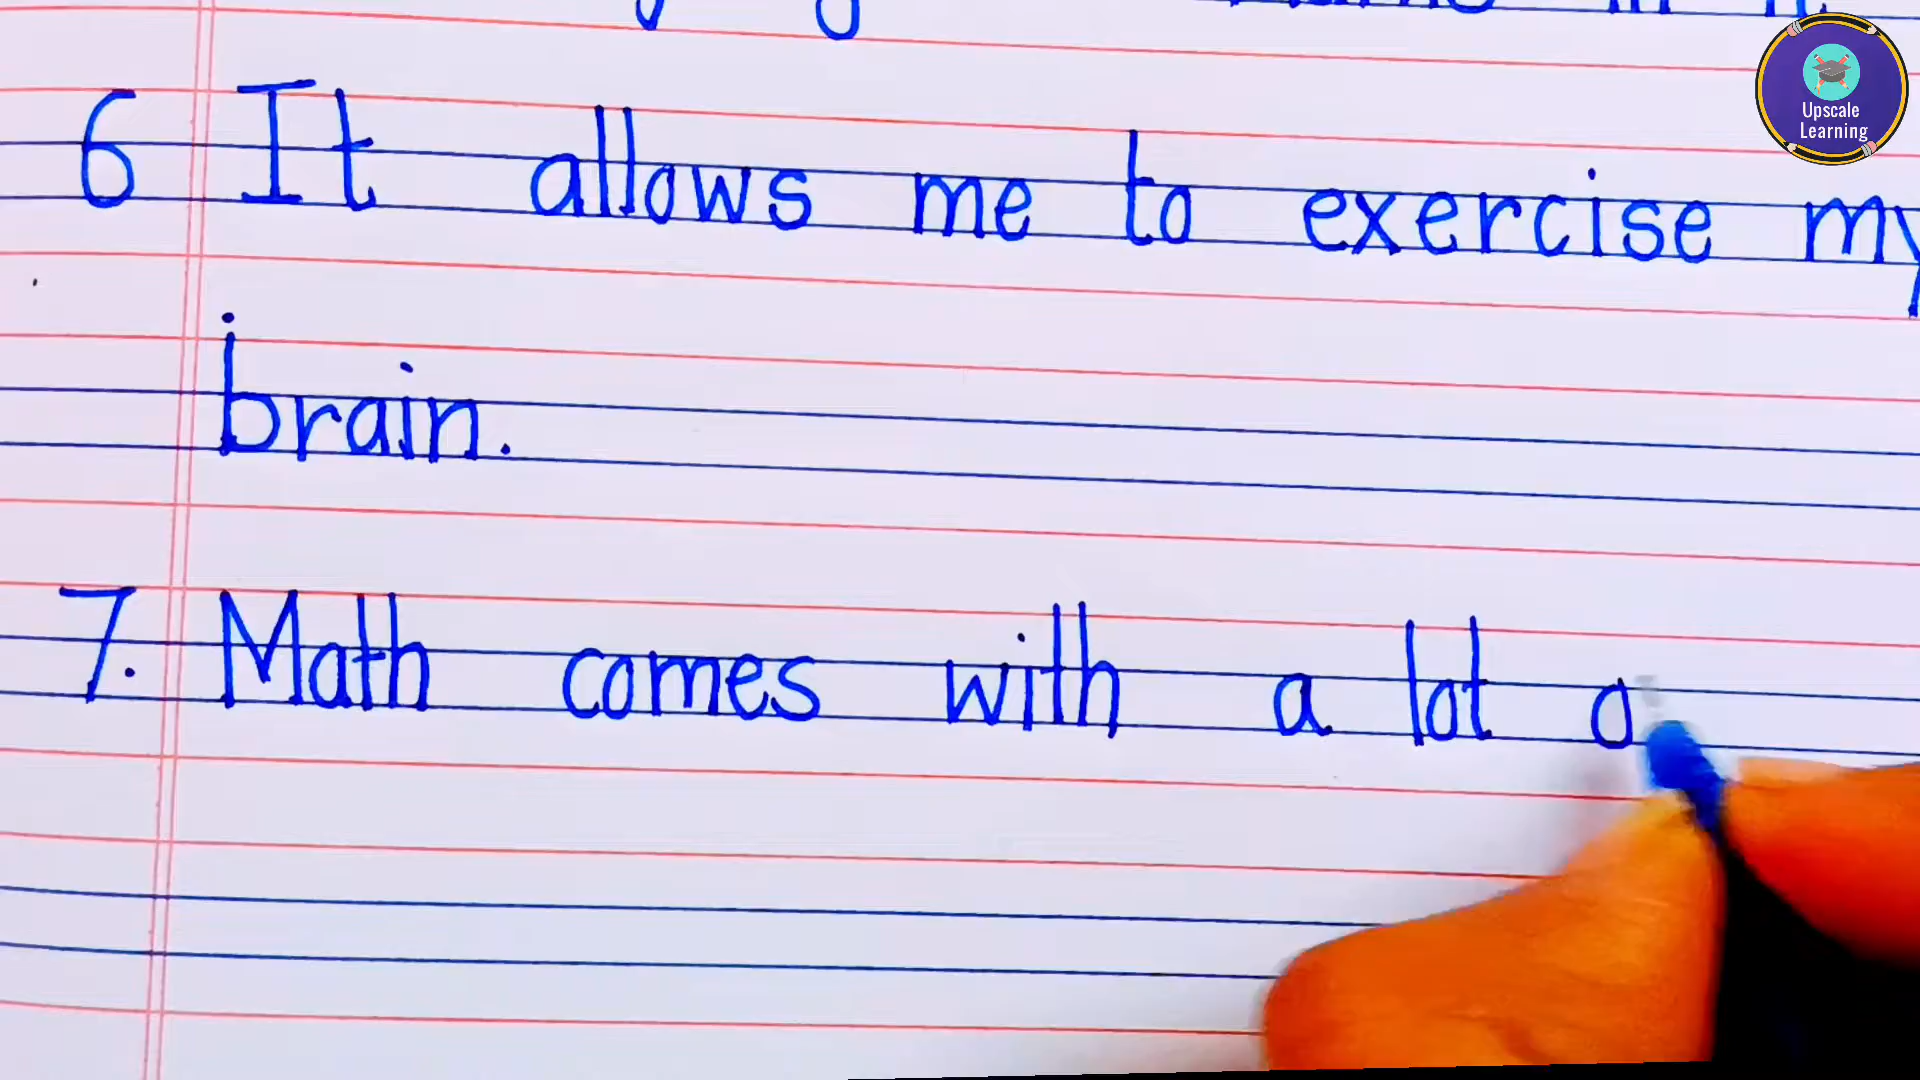 6 It allows me to exercise my
brain.
7. Math comes with a lot o
Upscale
Learning